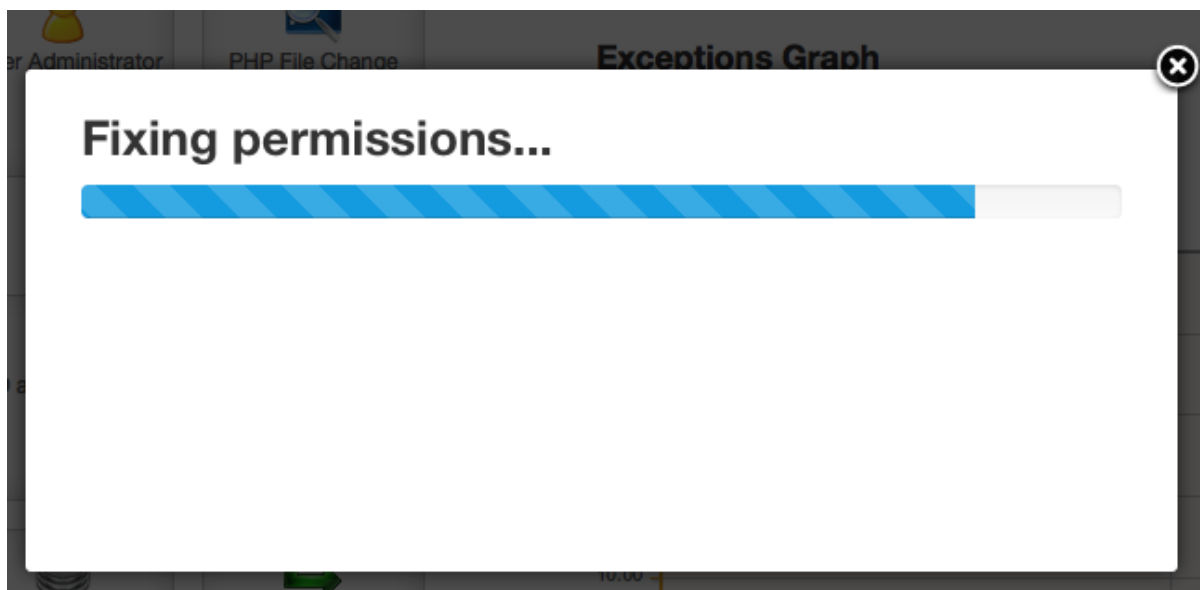 er Administrator
PHP File Change
Exceptions Graph
Fixing permissions...
10.00